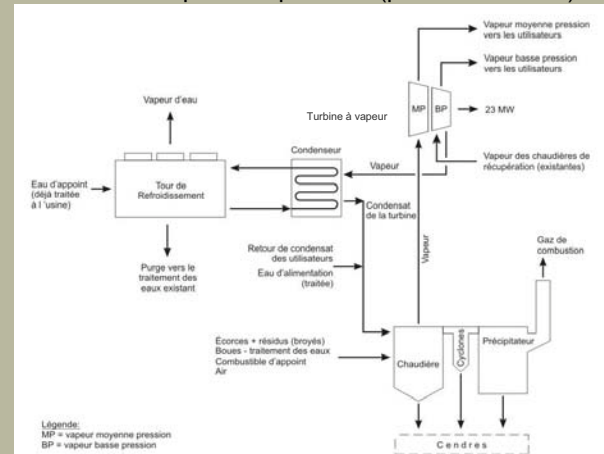 Vapeur moyenne pression
vers les utilisateurs
Vapeur basse pression
vers les utilisateurs
Vapeur d'eau
Turbine à vapeur
MP
BP
23 MW
Condenseur
Vapeur
Vapeur des chaudières de
récupération (existantes)
Eau d'appoint
(déjà traitée
à l 'usine)
Tour de
Refroidissement
Condensat
de la turbine
Vapeur
Gaz de
combustion
Purge vers le
traitement des
eaux existant
Retour de condensat
des utilisateurs
Eau d'alimentation
(traitée)
Écorces + résidus (broyés)
Boues - traitement des eaux
Combustible d'appoint
Air
Chaudière
Cyclones
Précipitateur
Cendres
Légende:
MP = vapeur moyenne pression
BP = vapeur basse pression